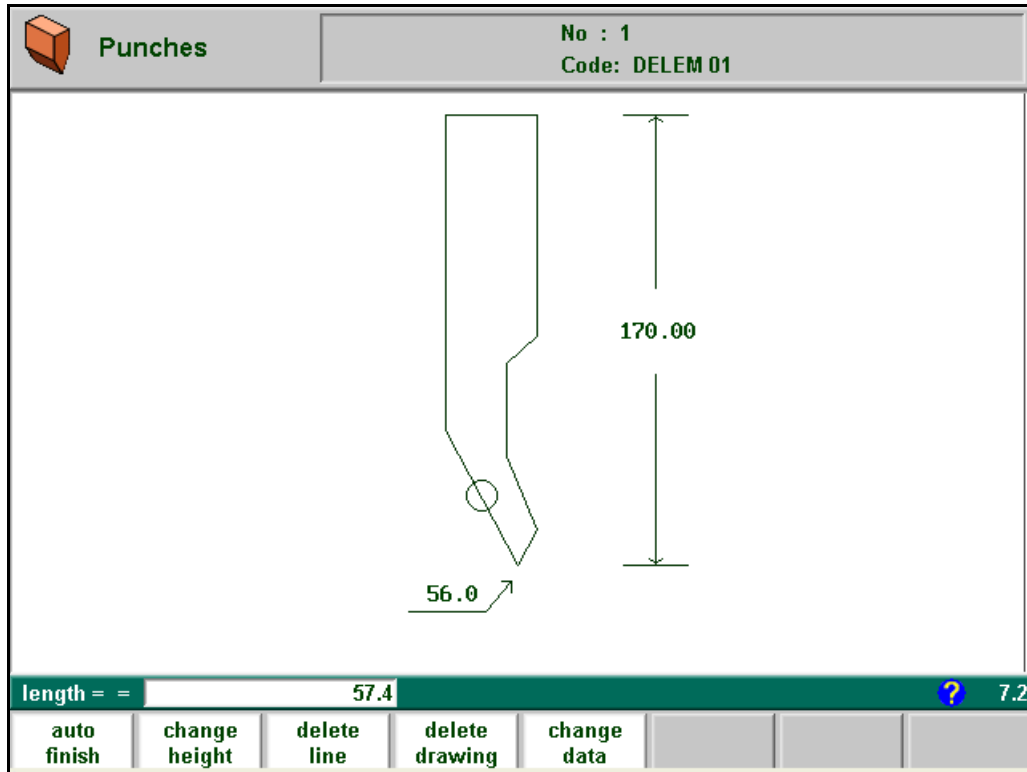 Punches
No : 1
Code: DELEM 01
170.00
56.0
length = =
57.4
?
7.2
auto
finish
change
height
delete
line
delete
drawing
change
data